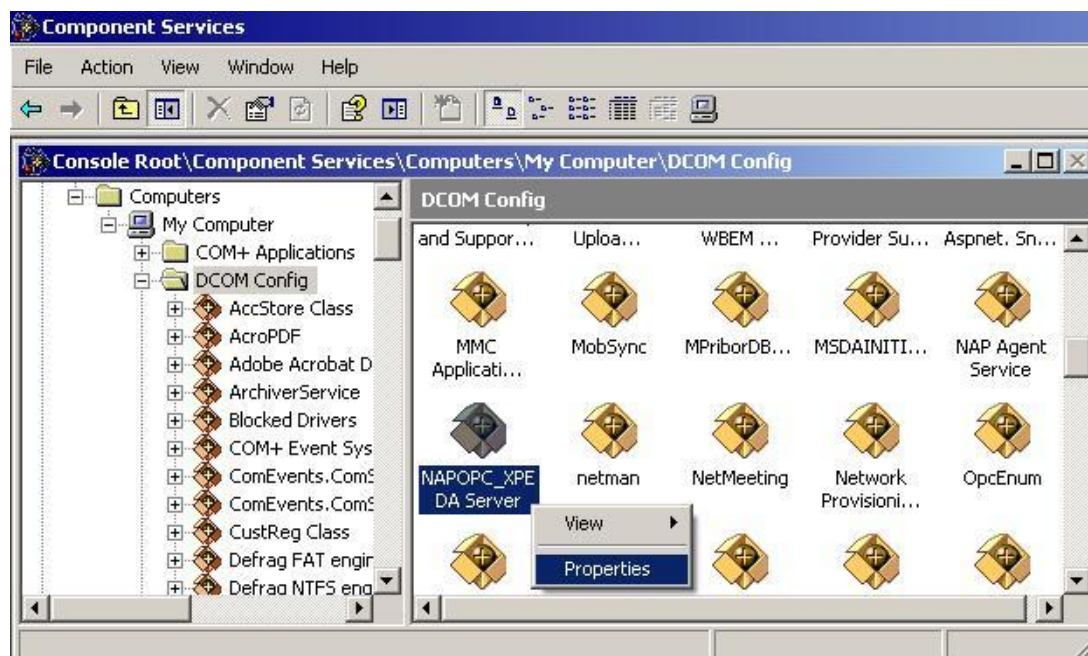 Component Services
File Action View Window Help
Console Root\Component Services\Computers\My Computer\DCOM Config
Computers
My Computer
COM+ Applications
DCOM Config
AccStore Class
AcroPDF
Adobe Acrobat D
ArchiverService
Blocked Drivers
COM+ Event Sys
ComEvents.ComS
ComEvents.ComS
CustReg Class
Defrag FAT engir
Defrag NTFS eng
DCOM Config
and Suppor...
Uploa...
WBEM ...
Provider Su...
Aspnet. Sn...
MMC
Applicati...
MobSync
MPriborDB...
MSDAINITI...
NAP Agent
Service
NAPOPC_XPE
DA Server
netman
NetMeeting
Network
Provisioni...
OpcEnum
View
Properties